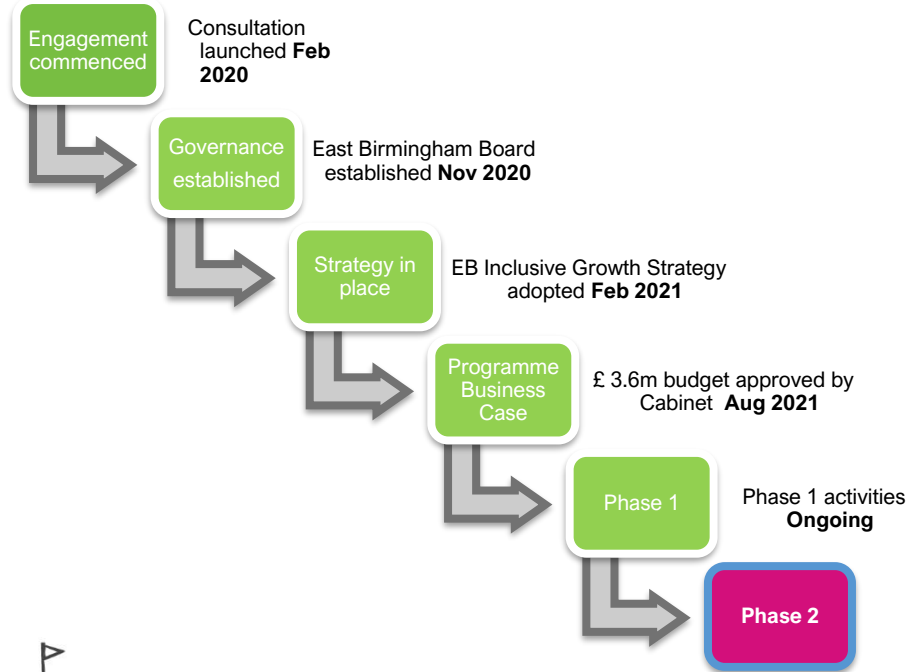 Engagement
commenced
Consultation
launched Feb
2020
Governance
established
East Birmingham Board
established Nov 2020
Strategy in
place
EB Inclusive Growth Strategy
adopted Feb 2021
Programme
Business
Case
£ 3.6m budget approved by
Cabinet Aug 2021
Phase 1
Phase 1 activities
Ongoing
Phase 2